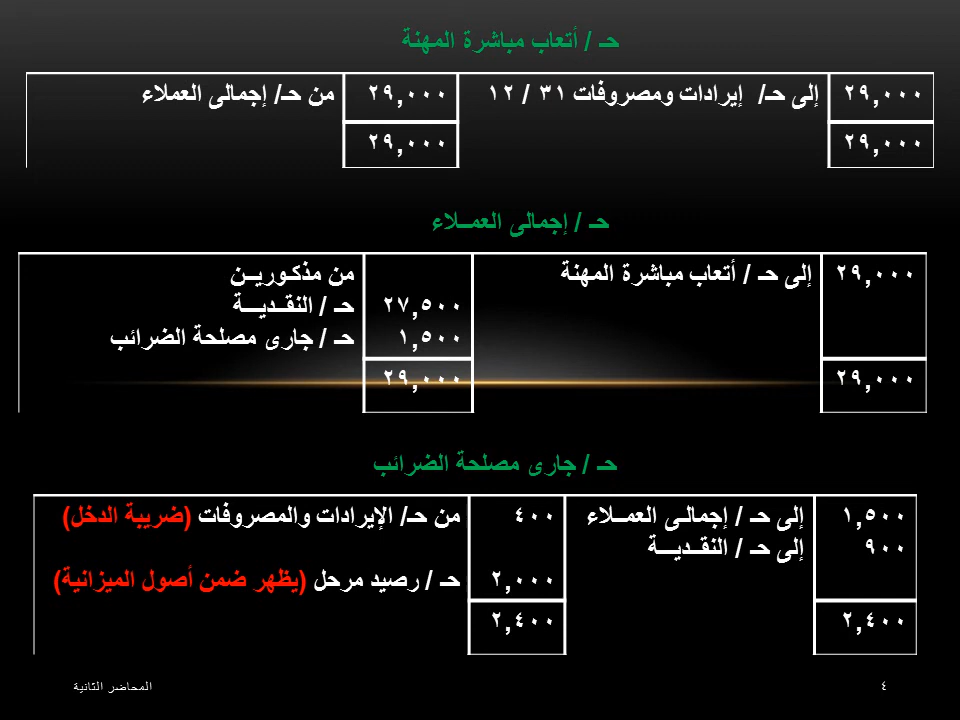 حـ / أتعاب مباشرة المهنة
٢٩,٠٠٠ إلى حـ/ إيرادات ومصروفات ٣١ / ١٢ ٢٩,٠٠٠ من حـ/ إجمالى العملاء
٢٩,٠٠٠ ٢٩,٠٠٠
حـ / إجمالى العمــلاء
٢٩,٠٠٠ إلى حـ / أتعاب مباشرة المهنة من مذكـوريــن
٢٧,٥٠٠ حـ / النقــديـــة
١,٥٠٠ حـ / جارى مصلحة الضرائب
٢٩,٠٠٠ ٢٩,٠٠٠
حـ / جارى مصلحة الضرائب
١,٥٠٠ إلى حـ / إجمالـى العمــلاء ٤٠٠ من حـ/ الإيرادات والمصروفات (ضريبة الدخل)
٩٠٠ إلى حـ / النقــديـــة
٢,٠٠٠ حـ / رصيد مرحل (يظهر ضمن أصول الميزانية)
٢,٤٠٠ ٢,٤٠٠
المحاضر الثانية ٤